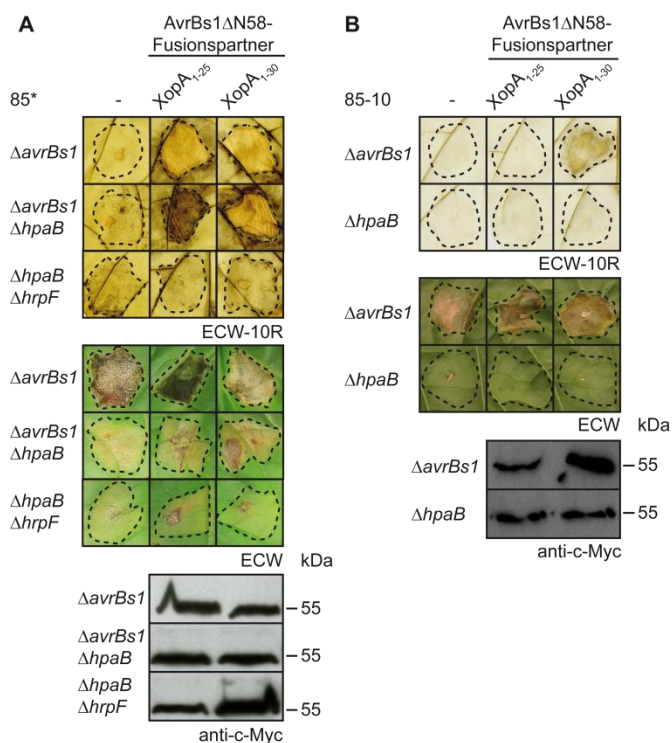 A
AvrBs1ΔN58-
Fusionspartner
85*
-
XopA1-25
XopA1-30
ΔavrBs1
ΔavrBs1
ΔhpaB
ΔhpaB
ΔhrpF
ECW-10R
ΔavrBs1
ΔavrBs1
ΔhpaB
ΔhpaB
ΔhrpF
ECW kDa
ΔavrBs1
55
ΔavrBs1
ΔhpaB
55
ΔhpaB
ΔhrpF
55
anti-c-Myc
B
AvrBs1ΔN58-
Fusionspartner
85-10
-
XopA1-25
XopA1-30
ΔavrBs1
ΔhpaB
ECW-10R
ΔavrBs1
ΔhpaB
ECW kDa
ΔavrBs1
55
ΔhpaB
55
anti-c-Myc